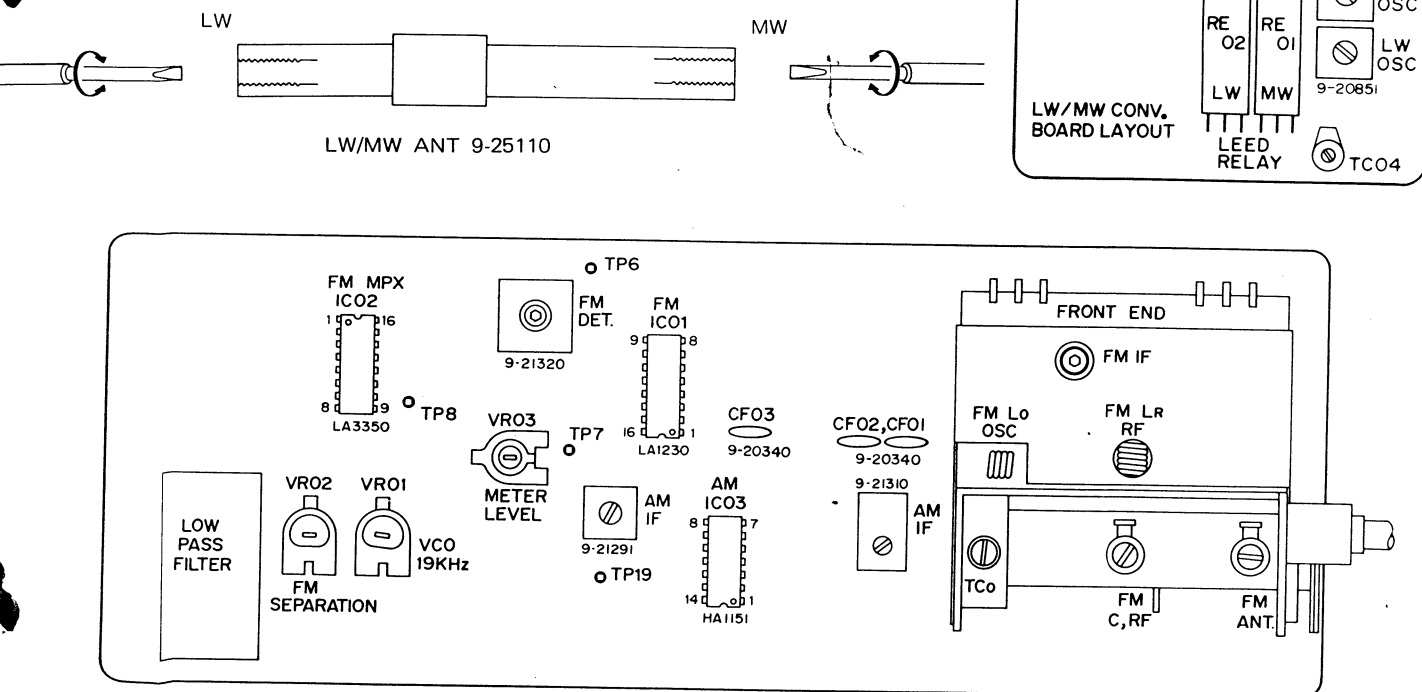 LW
MW
LW/MW ANT 9-25110
OSC
RE
02
RE
01
LW
MW
LW
OSC
9-20851
LW/MW CONV.
BOARD LAYOUT
LEED
RELAY
TC04
FM MPX
IC02
1
16
8
9
LA3350
TP8
TP6
FM
DET.
9-21320
FM
IC01
9
8
16
1
LA1230
VR03
TP7
METER
LEVEL
CF03
9-20340
CF02,CF01
9-20340
9-21310
AM
IF
FRONT END
FM IF
FM Lo
OSC
FM LR
RF
LOW
PASS
FILTER
VR02
VR01
VCO
19KHz
FM
SEPARATION
AM
IF
9-21291
TP19
AM
IC03
8
7
14
1
HA1151
TCo
FM
C,RF
FM
ANT.